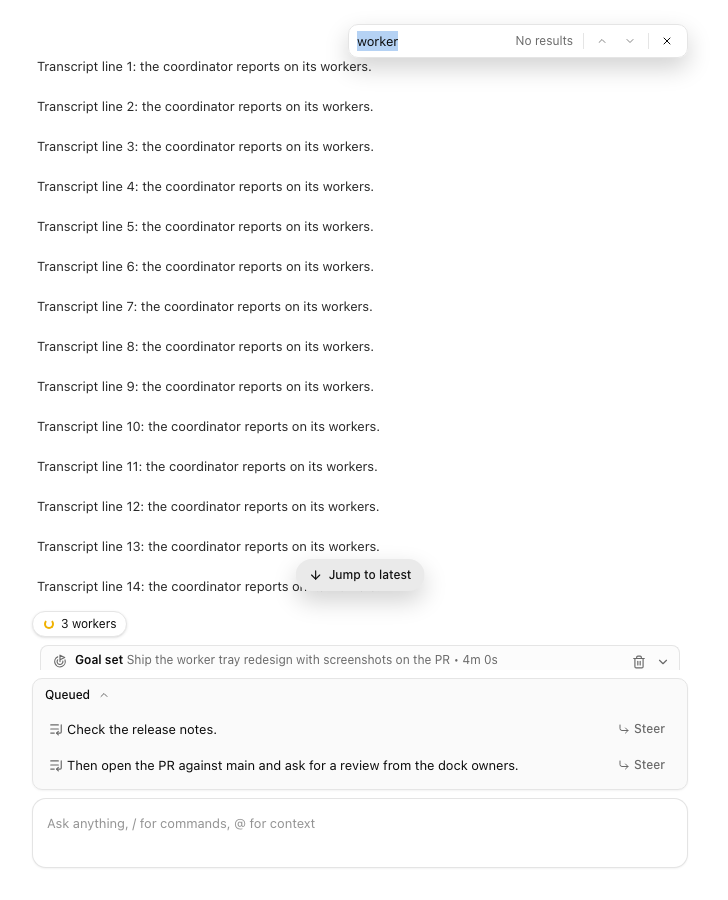 worker No results
Transcript line 1: the coordinator reports on its workers.
Transcript line 2: the coordinator reports on its workers.
Transcript line 3: the coordinator reports on its workers.
Transcript line 4: the coordinator reports on its workers.
Transcript line 5: the coordinator reports on its workers.
Transcript line 6: the coordinator reports on its workers.
Transcript line 7: the coordinator reports on its workers.
Transcript line 8: the coordinator reports on its workers.
Transcript line 9: the coordinator reports on its workers.
Transcript line 10: the coordinator reports on its workers.
Transcript line 11: the coordinator reports on its workers.
Transcript line 12: the coordinator reports on its workers.
Transcript line 13: the coordinator reports on its workers.
Transcript line 14: the coordinator reports on
Jump to latest
3 workers
Goal set Ship the worker tray redesign with screenshots on the PR • 4m 0s
Queued
Check the release notes. Steer
Then open the PR against main and ask for a review from the dock owners. Steer
Ask anything, / for commands, @ for context